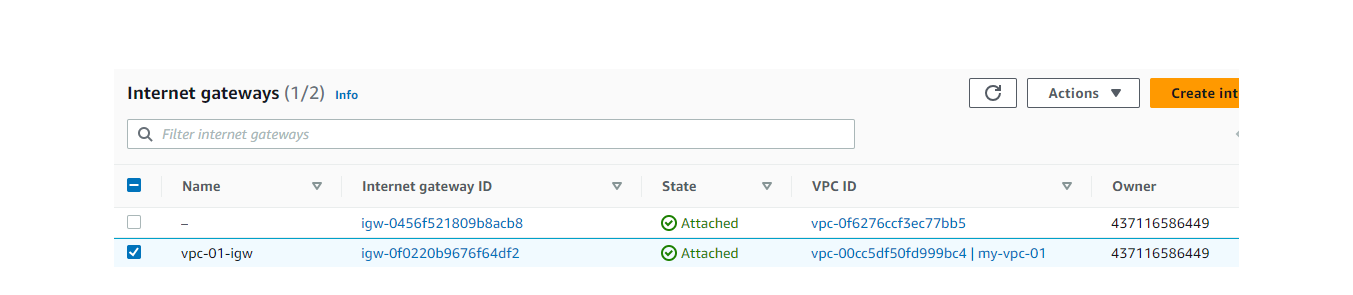 Internet gateways (1/2) Info
Actions
Create int
Filter internet gateways
Name Internet gateway ID State VPC ID Owner
– igw-0456f521809b8acb8 Attached vpc-0f6276ccf3ec77bb5 437116586449
vpc-01-igw igw-0f0220b9676f64df2 Attached vpc-00cc5df50fd999bc4 | my-vpc-01 437116586449